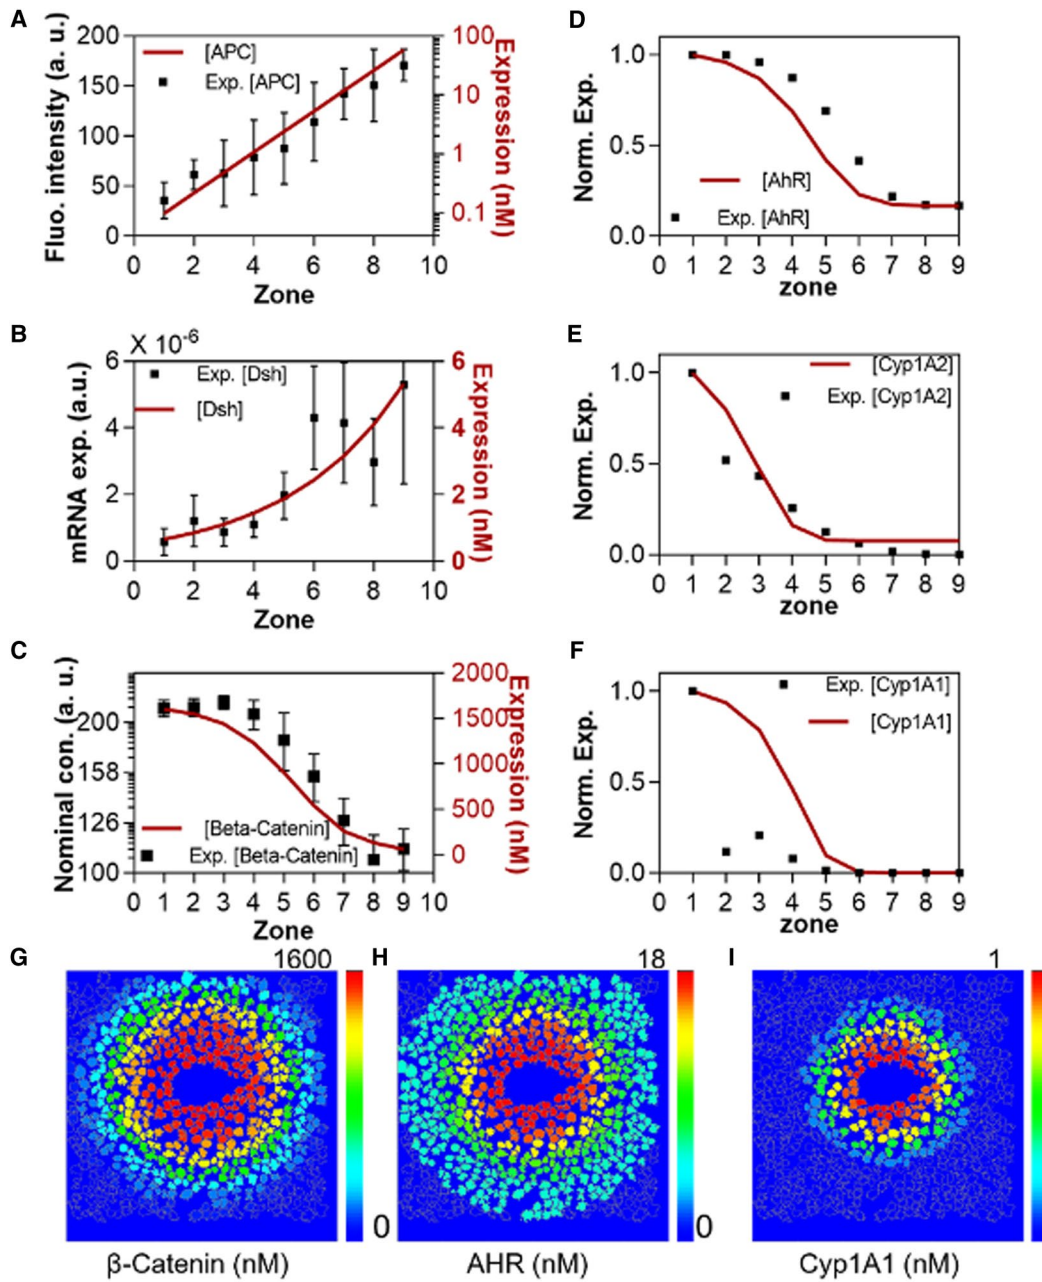 A
Fluo. intensity (a. u.)
200
150
100
50
0
[APC]
Exp. [APC]
100
10
1
0.1
Expression (nM)
0 2 4 6 8 10
Zone
D
Norm. Exp.
1.0
0.5
0.0
[AhR]
Exp. [AhR]
0 1 2 3 4 5 6 7 8 9
zone
B
X 10-6
mRNA exp. (a.u.)
6
4
2
0
Exp. [Dsh]
[Dsh]
6
4
2
0
Expression (nM)
0 2 4 6 8 10
Zone
E
Norm. Exp.
1.0
0.5
0.0
[Cyp1A2]
Exp. [Cyp1A2]
0 1 2 3 4 5 6 7 8 9
zone
C
Nominal con. (a. u.)
200
158
126
100
[Beta-Catenin]
Exp. [Beta-Catenin]
2000
1500
1000
500
0
Expression (nM)
0 1 2 3 4 5 6 7 8 9 10
Zone
F
Norm. Exp.
1.0
0.5
0.0
Exp. [Cyp1A1]
[Cyp1A1]
0 1 2 3 4 5 6 7 8 9
zone
G
1600
0
β-Catenin (nM)
H
18
0
AHR (nM)
I
1
Cyp1A1 (nM)